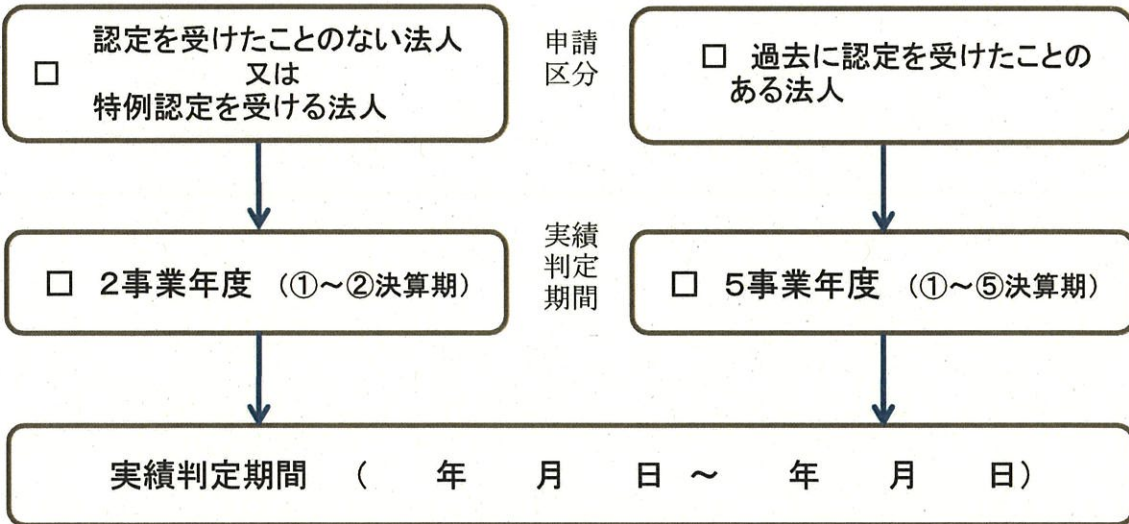 認定を受けたことのない法人
□ 又は
特例認定を受ける法人
申請
区分
□ 過去に認定を受けたことの
ある法人
□ 2事業年度 (①～②決算期)
実績
判定
期間
□ 5事業年度 (①～⑤決算期)
実績判定期間 ( 年 月 日 ～ 年 月 日)